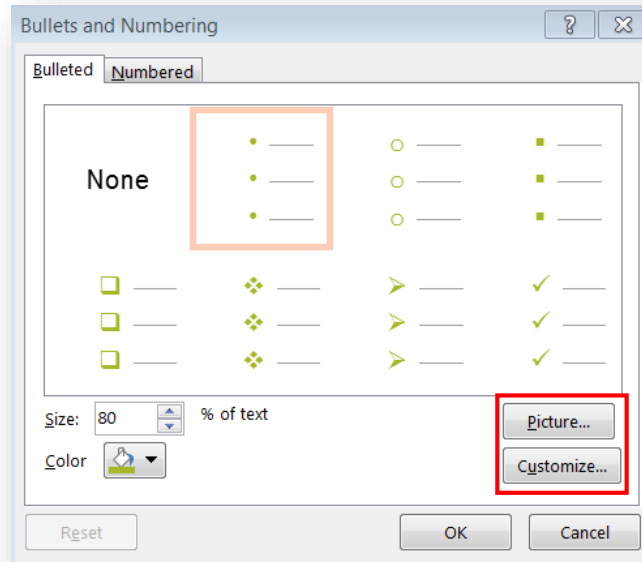 Bullets and Numbering
Bulleted Numbered
None
Size: 80 % of text
Picture...
Color
Customize...
Reset OK Cancel